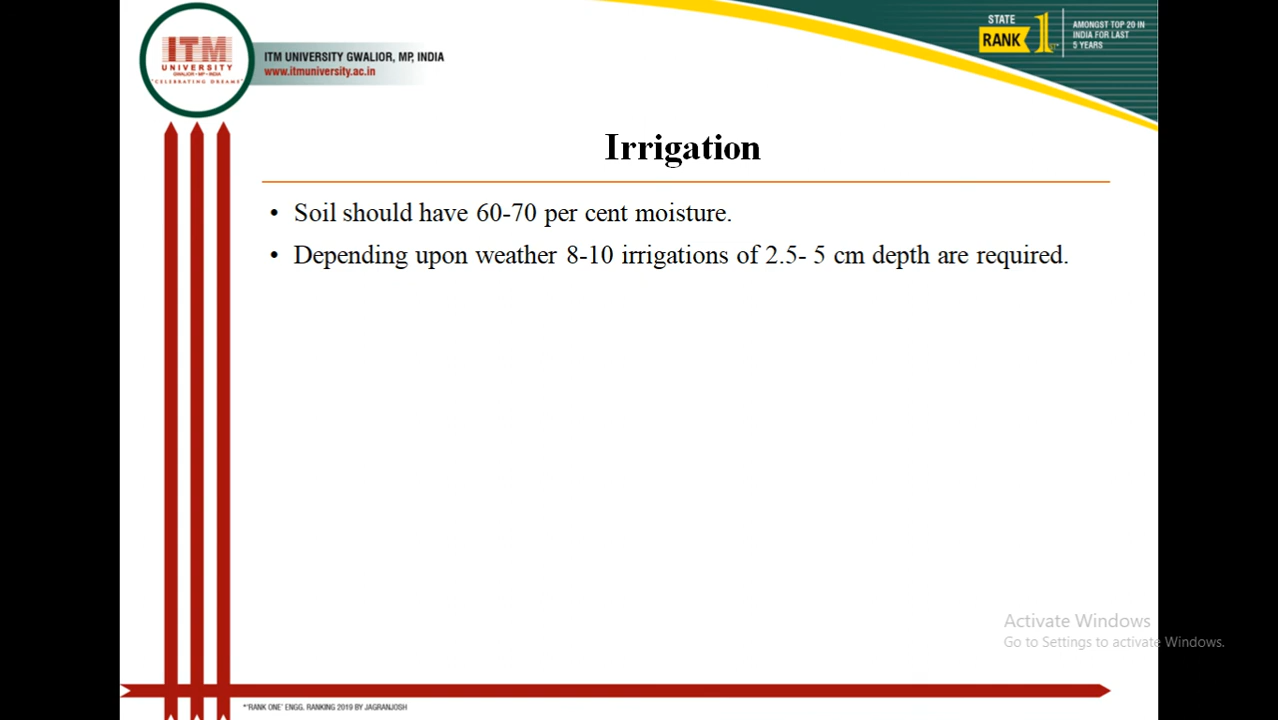 ITM
UNIVERSITY
GWALIOR • MP • INDIA
"CELEBRATING DREAMS"
ITM UNIVERSITY GWALIOR, MP, INDIA
www.itmuniversity.ac.in
STATE
RANK 1ST*
AMONGST TOP 20 IN
INDIA FOR LAST
5 YEARS
Irrigation
• Soil should have 60-70 per cent moisture.
• Depending upon weather 8-10 irrigations of 2.5- 5 cm depth are required.
Activate Windows
Go to Settings to activate Windows.
*'RANK ONE' ENGG. RANKING 2019 BY JAGRANJOSH